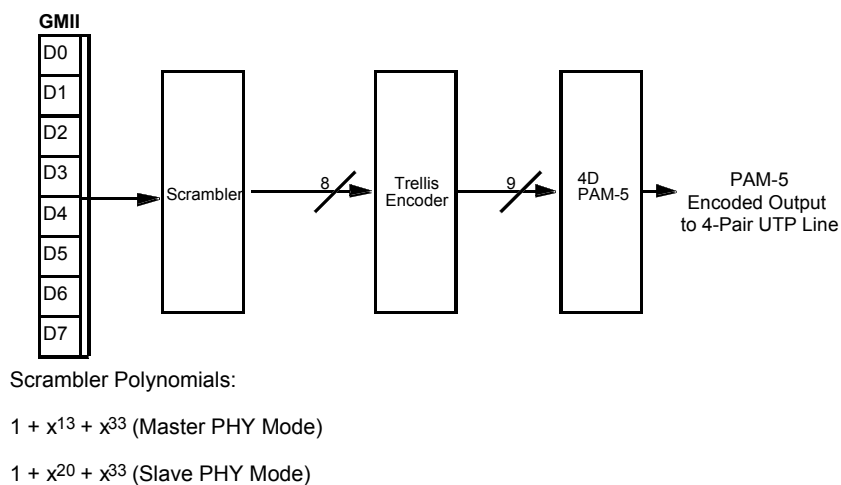 GMII
D0
D1
D2
D3
D4
D5
D6
D7
Scrambler
8
Trellis
Encoder
9
4D
PAM-5
PAM-5
Encoded Output
to 4-Pair UTP Line
Scrambler Polynomials:
1 + x13 + x33 (Master PHY Mode)
1 + x20 + x33 (Slave PHY Mode)